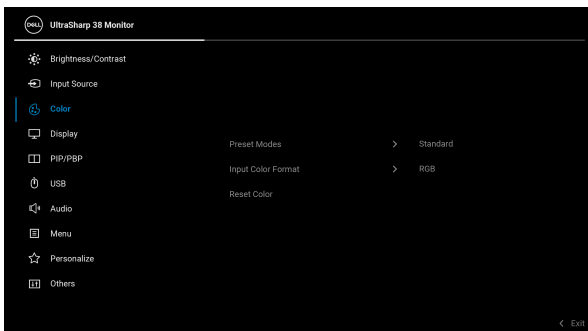 DELL UltraSharp 38 Monitor
Brightness/Contrast
Input Source
Color
Display
Preset Modes > Standard
PIP/PBP
Input Color Format > RGB
USB
Reset Color
Audio
Menu
Personalize
Others
< Exit